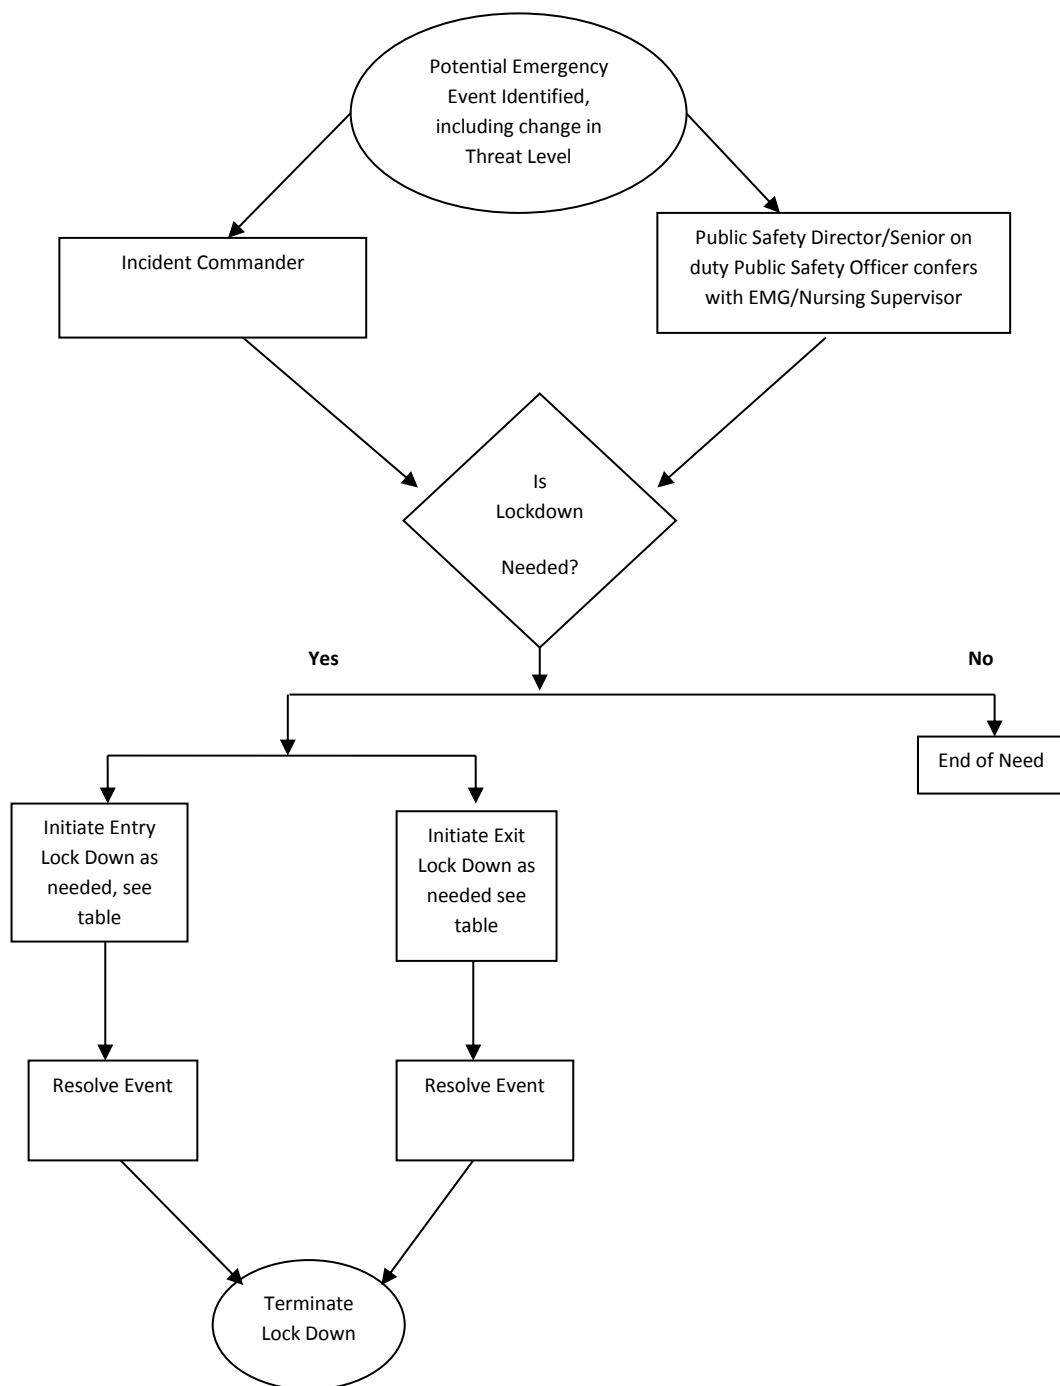 Potential Emergency
Event Identified,
including change in
Threat Level
Incident Commander
Public Safety Director/Senior on
duty Public Safety Officer confers
with EMG/Nursing Supervisor
Is
Lockdown
Needed?
Yes
No
End of Need
Initiate Entry
Lock Down as
needed, see
table
Initiate Exit
Lock Down as
needed see
table
Resolve Event
Resolve Event
Terminate
Lock Down